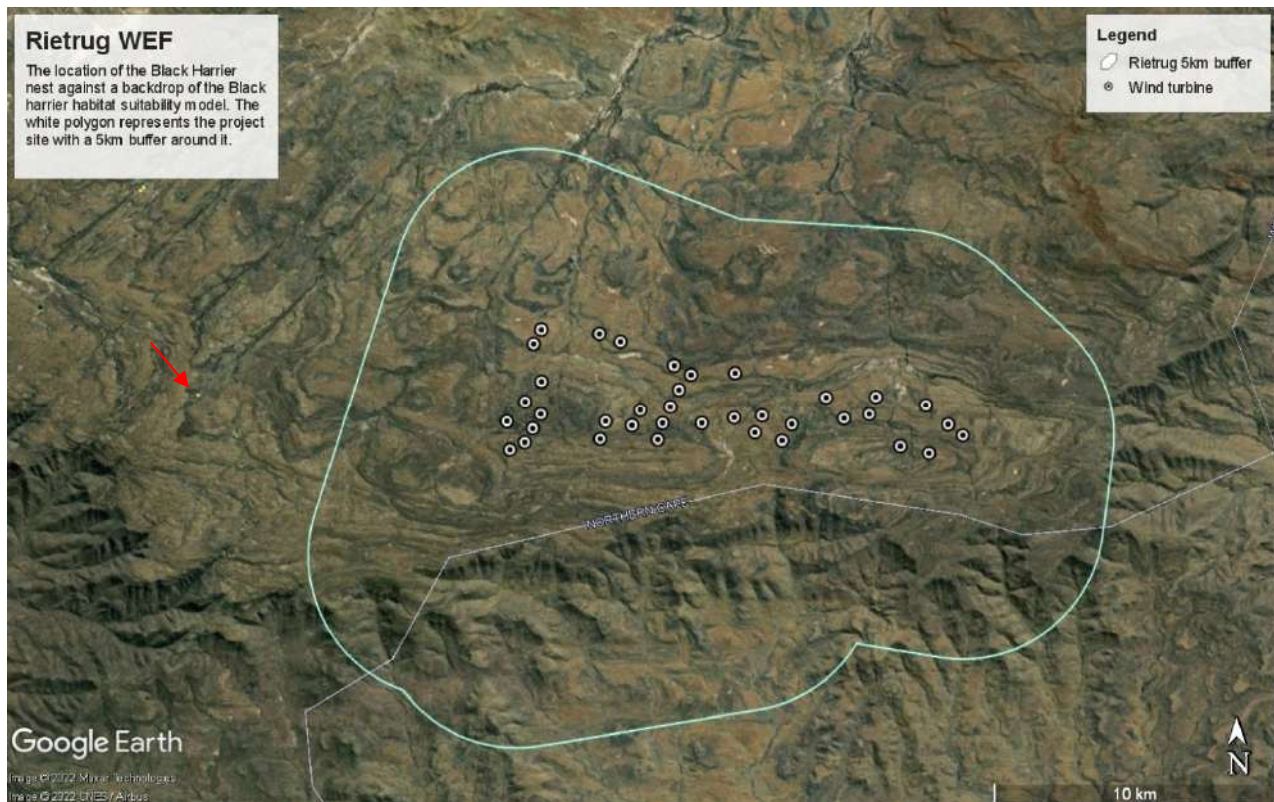 Rietrug WEF
The location of the Black Harrier
nest against a backdrop of the Black
harrier habitat suitability model. The
white polygon represents the project
site with a 5km buffer around it.
Legend
Rietrug 5km buffer
Wind turbine
NORTHERN CAPE
Google Earth
Image © 2022 Maxar Technologies
Image © 2022 CNES / Airbus
N
10 km